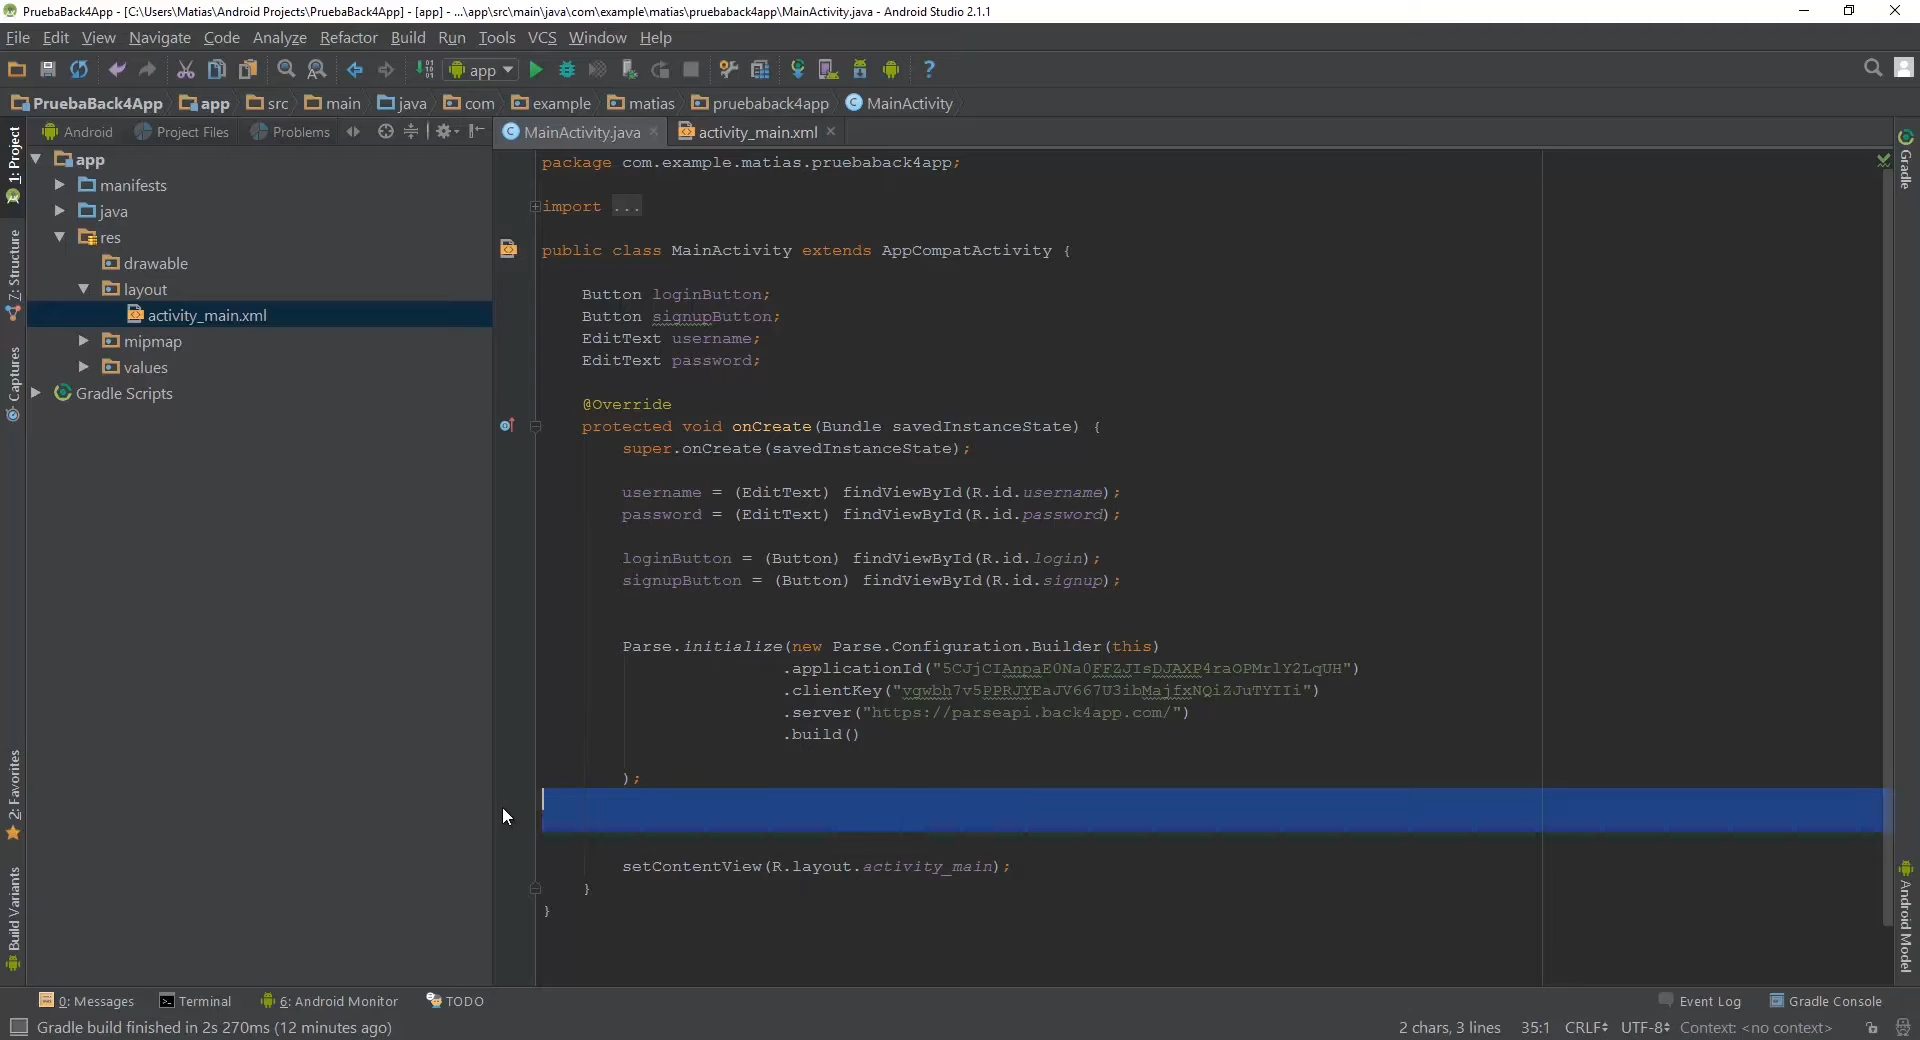 PruebaBack4App - [C:\Users\Matias\Android Projects\PruebaBack4App] - [app] - ...\app\src\main\java\com\example\matias\pruebaback4app\MainActivity.java - Android Studio 2.1.1
File Edit View Navigate Code Analyze Refactor Build Run Tools VCS Window Help
app
PruebaBack4App app src main java com example matias pruebaback4app MainActivity
Android Project Files Problems
MainActivity.java activity_main.xml
1: Project
7: Structure
Captures
2: Favorites
Build Variants
app
manifests
java
res
drawable
layout
activity_main.xml
mipmap
values
Gradle Scripts
package com.example.matias.pruebaback4app;
import ...
public class MainActivity extends AppCompatActivity {
Button loginButton;
Button signupButton;
EditText username;
EditText password;
@Override
protected void onCreate(Bundle savedInstanceState) {
super.onCreate(savedInstanceState);
username = (EditText) findViewById(R.id.username);
password = (EditText) findViewById(R.id.password);
loginButton = (Button) findViewById(R.id.login);
signupButton = (Button) findViewById(R.id.signup);
Parse.initialize(new Parse.Configuration.Builder(this)
.applicationId("5CJjCIAnpaE0Na0FFZJIsDJAXP4raOPMrlY2LqUH")
.clientKey("vgwbh7v5PPRJYEaJV667U3ibMajfxNQiZJuTYIIi")
.server("https://parseapi.back4app.com/")
.build()
);
setContentView(R.layout.activity_main);
}
}
Gradle
Android Model
0: Messages Terminal 6: Android Monitor TODO Event Log Gradle Console
Gradle build finished in 2s 270ms (12 minutes ago) 2 chars, 3 lines 35:1 CRLF UTF-8 Context: <no context>